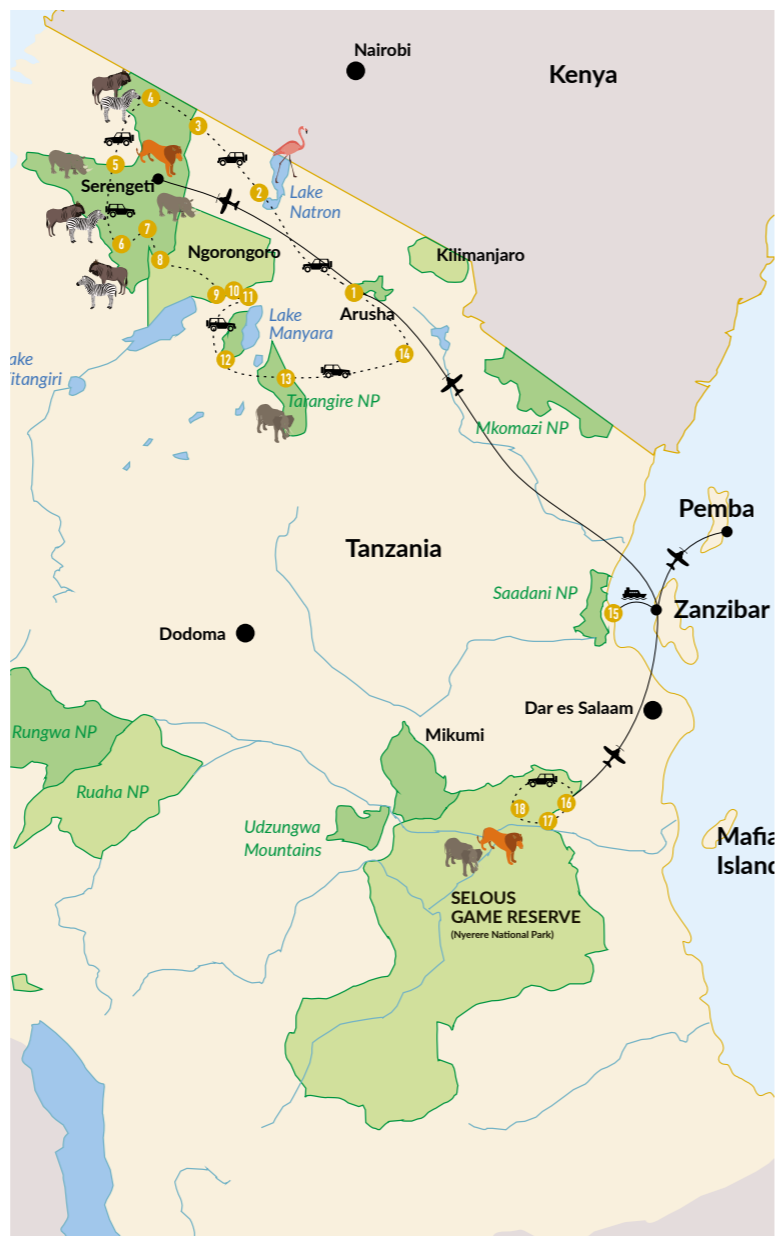 Nairobi
Kenya
4
3
5
Serengeti
2
Lake
Natron
7
6
8
Ngorongoro
Kilimanjaro
9
10
11
1
Arusha
Lake
Manyara
12
13
14
ake
itangiri
Tarangire NP
Mkomazi NP
Pemba
Tanzania
Saadani NP
15
Zanzibar
Dodoma
Dar es Salaam
Rungwa NP
Mikumi
Ruaha NP
16
18
17
Udzungwa
Mountains
Mafia
Island
SELOUS
GAME RESERVE
(Nyerere National Park)